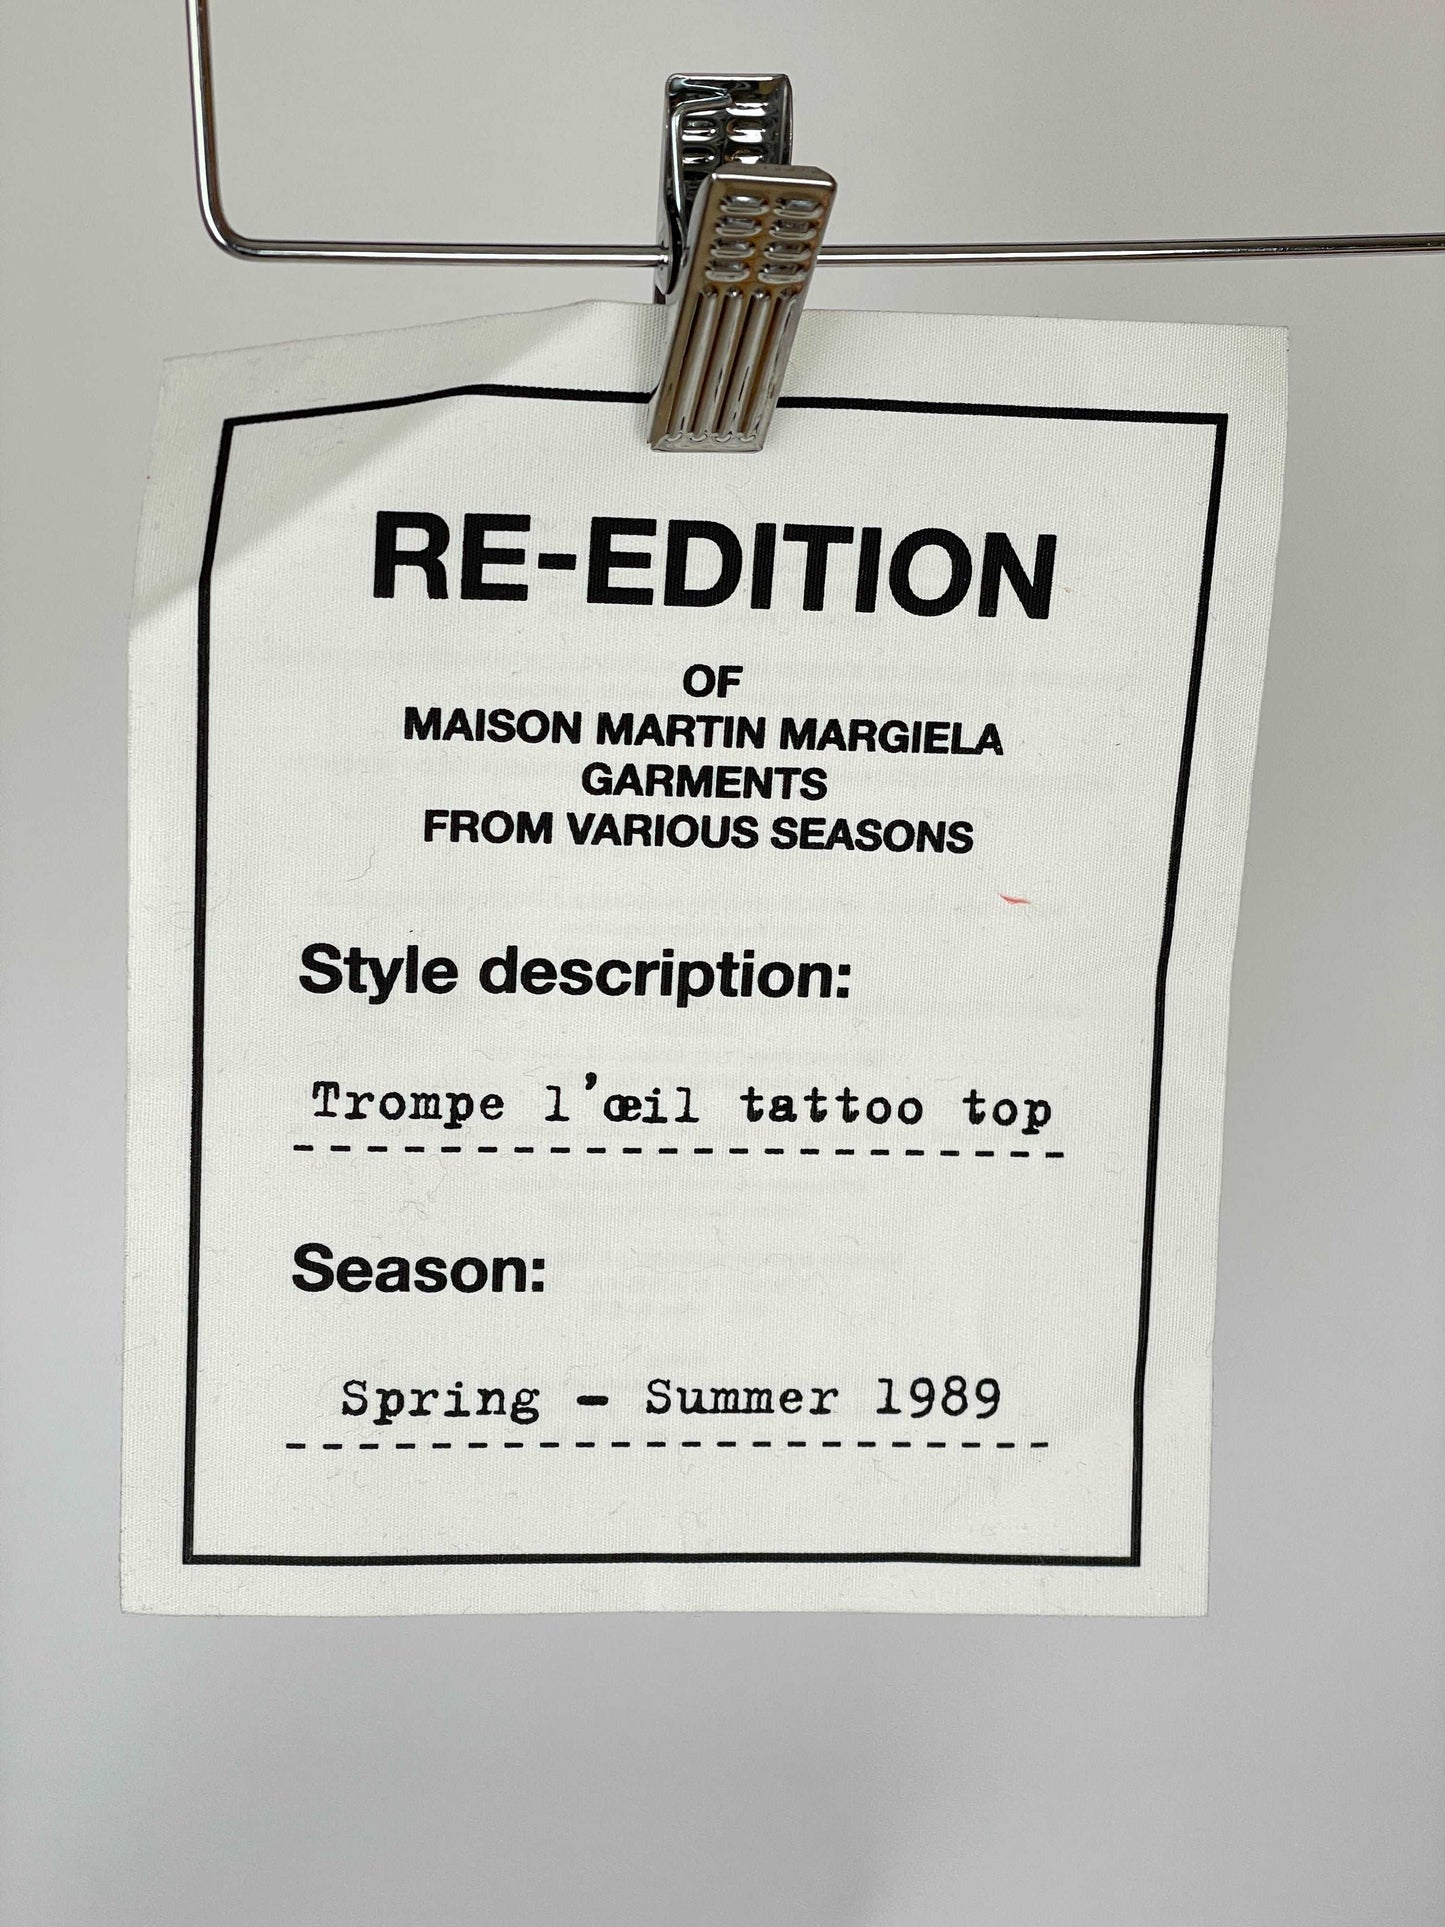 RE-EDITION
OF
MAISON MARTIN MARGIELA
GARMENTS
FROM VARIOUS SEASONS
Style description:
Trompe l'œil tattoo top
Season:
Spring - Summer 1989